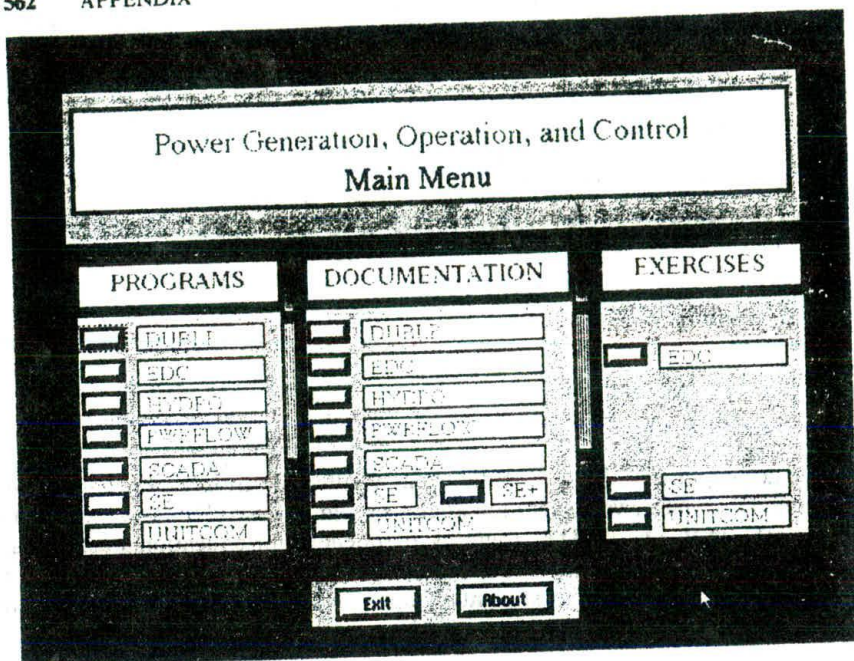 562 APPENDIX
Power Generation, Operation, and Control
Main Menu
PROGRAMS
DUBLP
EDC
HYDRO
PWRFLOW
SCADA
SE
UNITCOM
DOCUMENTATION
DUBLP
EDC
HYDRO
PWRFLOW
SCADA
SE SE+
UNITCOM
EXERCISES
EDC
SE
UNITCOM
Exit About